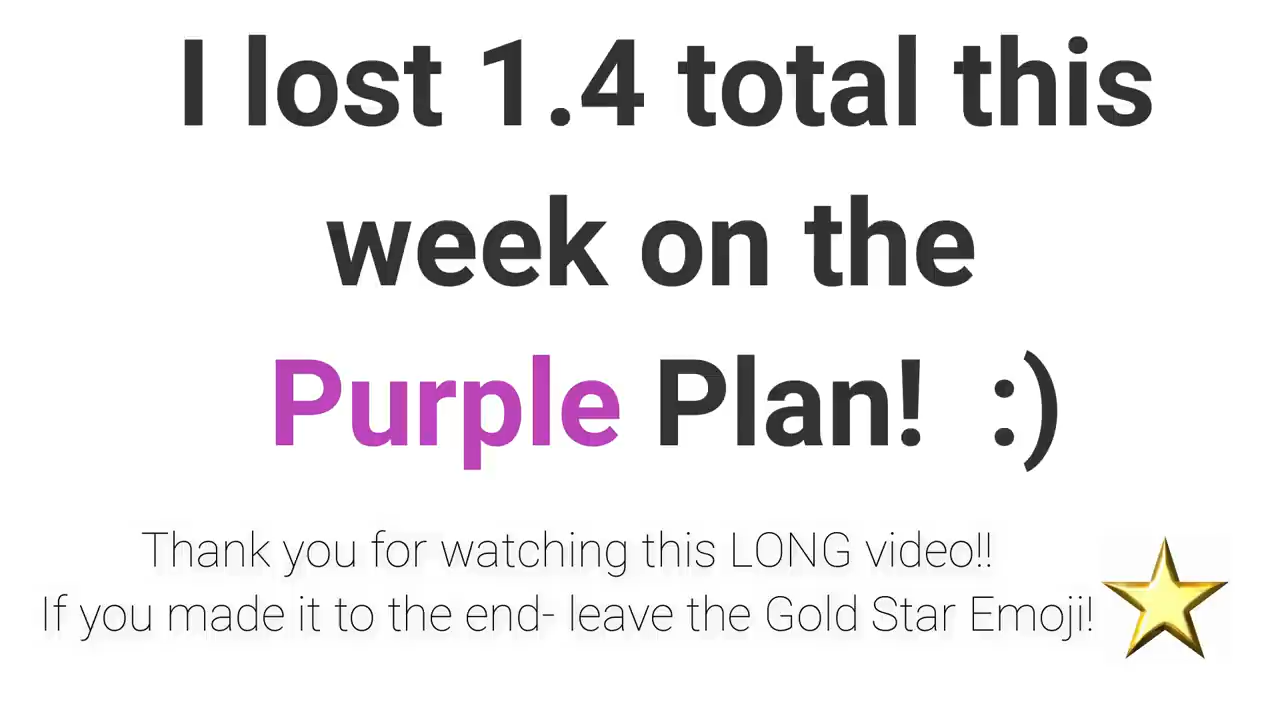 I lost 1.4 total this
week on the
Purple Plan! :)
Thank you for watching this LONG video!!
If you made it to the end- leave the Gold Star Emoji!